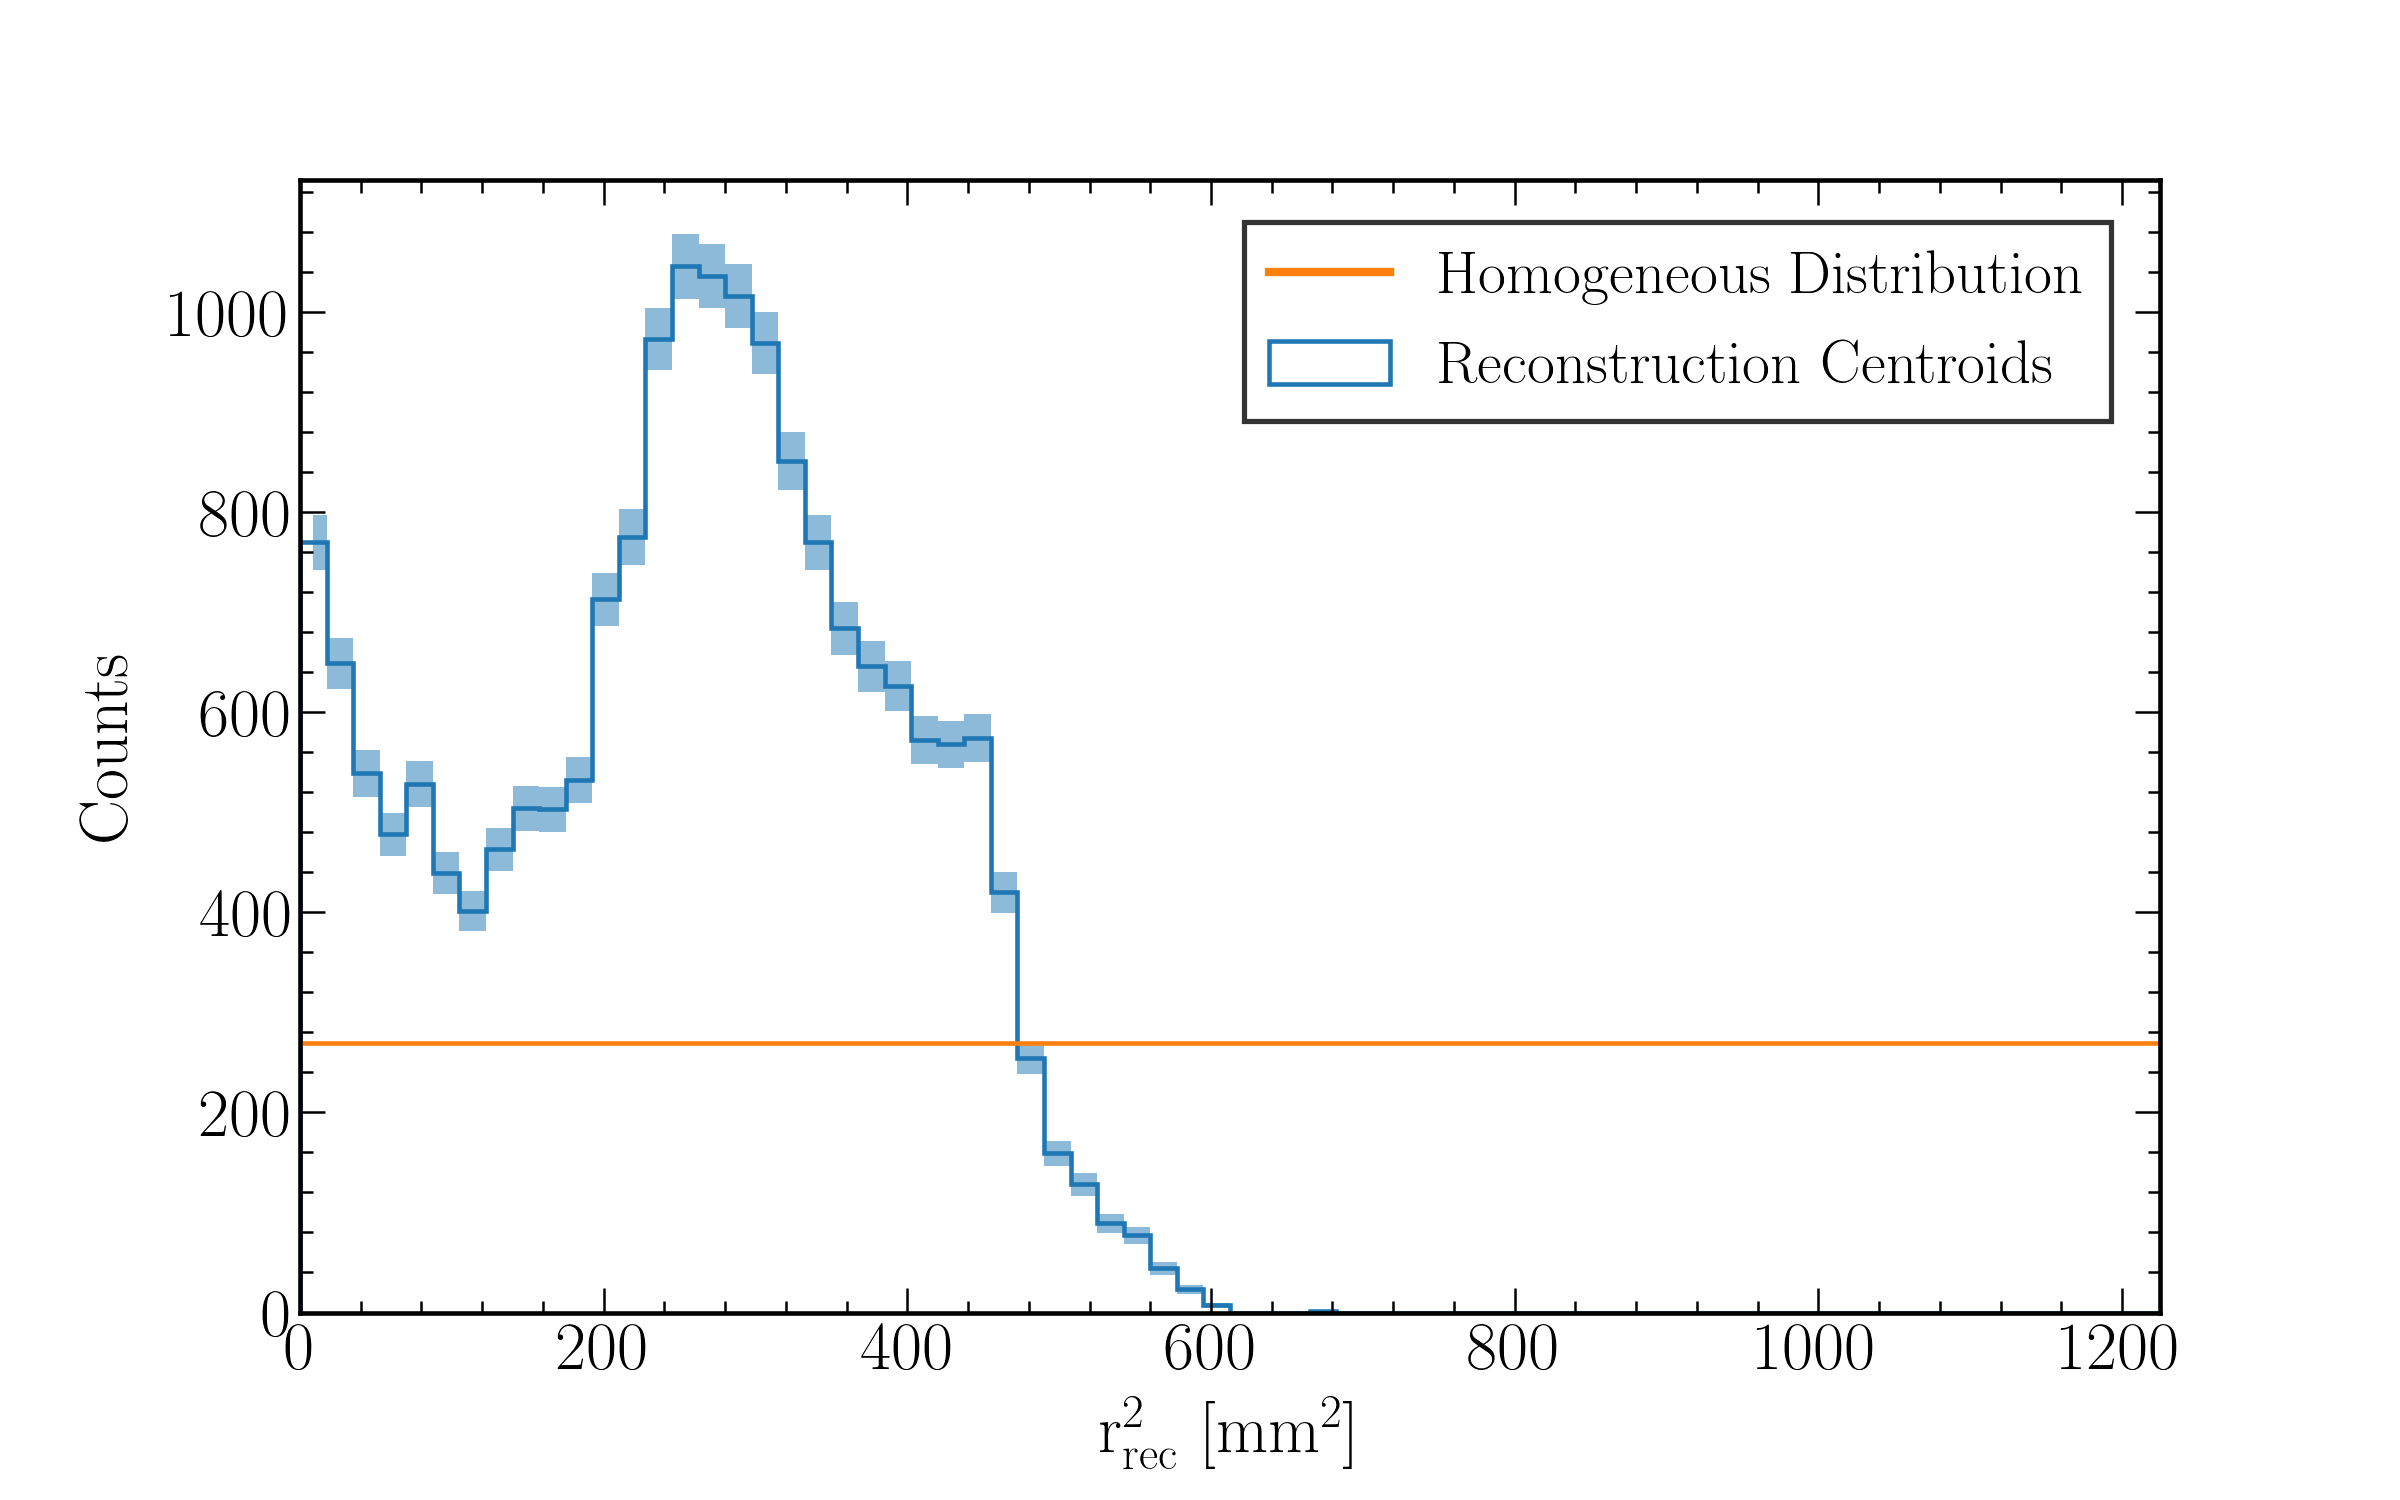 Homogeneous Distribution
Reconstruction Centroids
Counts
1000
800
600
400
200
0
0 200 400 600 800 1000 1200
r²rec [mm²]